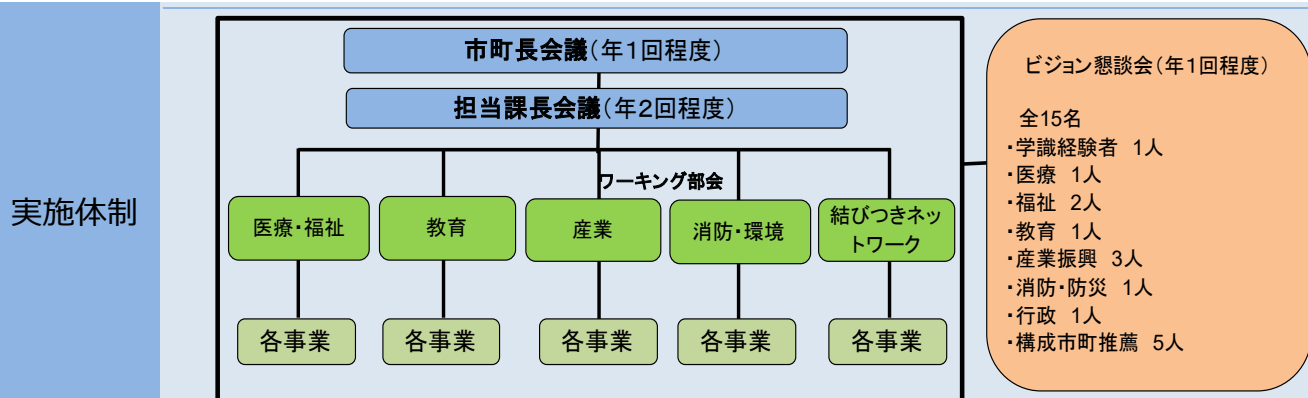 実施体制
市町長会議(年1回程度)
担当課長会議(年2回程度)
ワーキング部会
医療・福祉
教育
産業
消防・環境
結びつきネッ
トワーク
各事業
各事業
各事業
各事業
各事業
ビジョン懇談会(年1回程度)
全15名
・学識経験者 1人
・医療 1人
・福祉 2人
・教育 1人
・産業振興 3人
・消防・防災 1人
・行政 1人
・構成市町推薦 5人